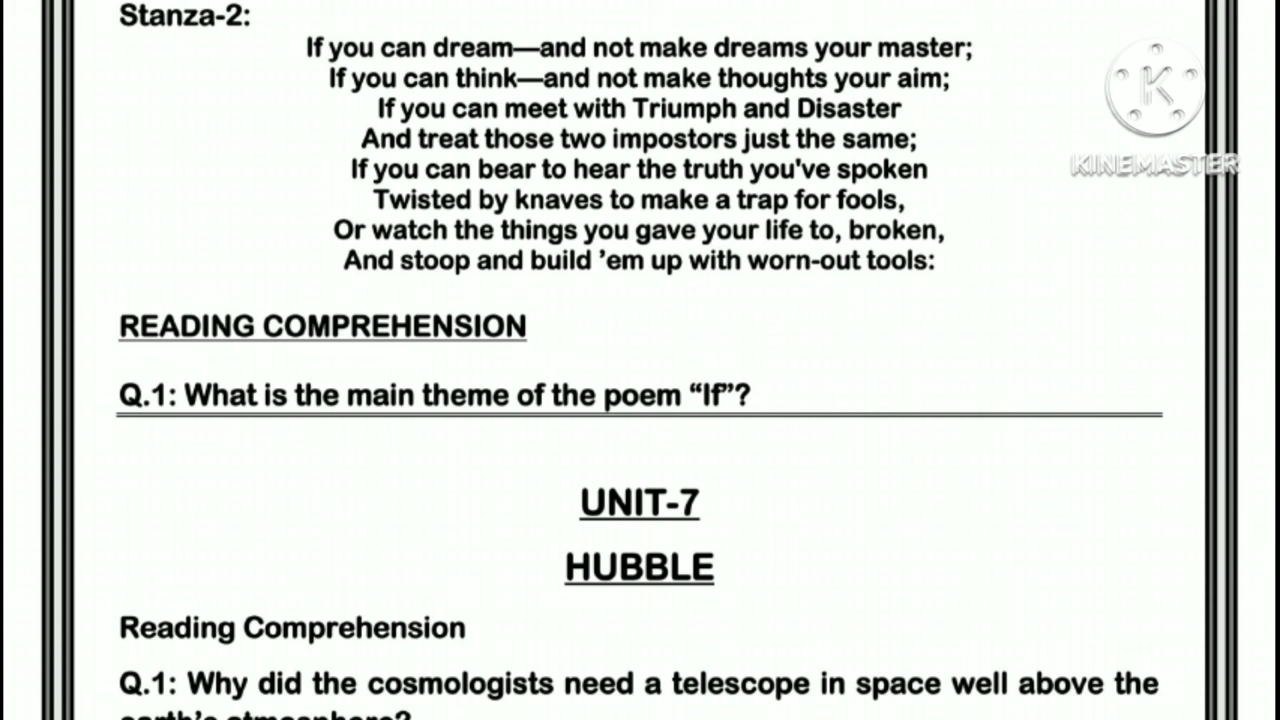 Stanza-2:
If you can dream—and not make dreams your master;
If you can think—and not make thoughts your aim;
If you can meet with Triumph and Disaster
And treat those two impostors just the same;
If you can bear to hear the truth you've spoken
Twisted by knaves to make a trap for fools,
Or watch the things you gave your life to, broken,
And stoop and build ’em up with worn-out tools:
K
KINEMASTER
READING COMPREHENSION
Q.1: What is the main theme of the poem “If”?
UNIT-7
HUBBLE
Reading Comprehension
Q.1: Why did the cosmologists need a telescope in space well above the
earth’s atmosphere?